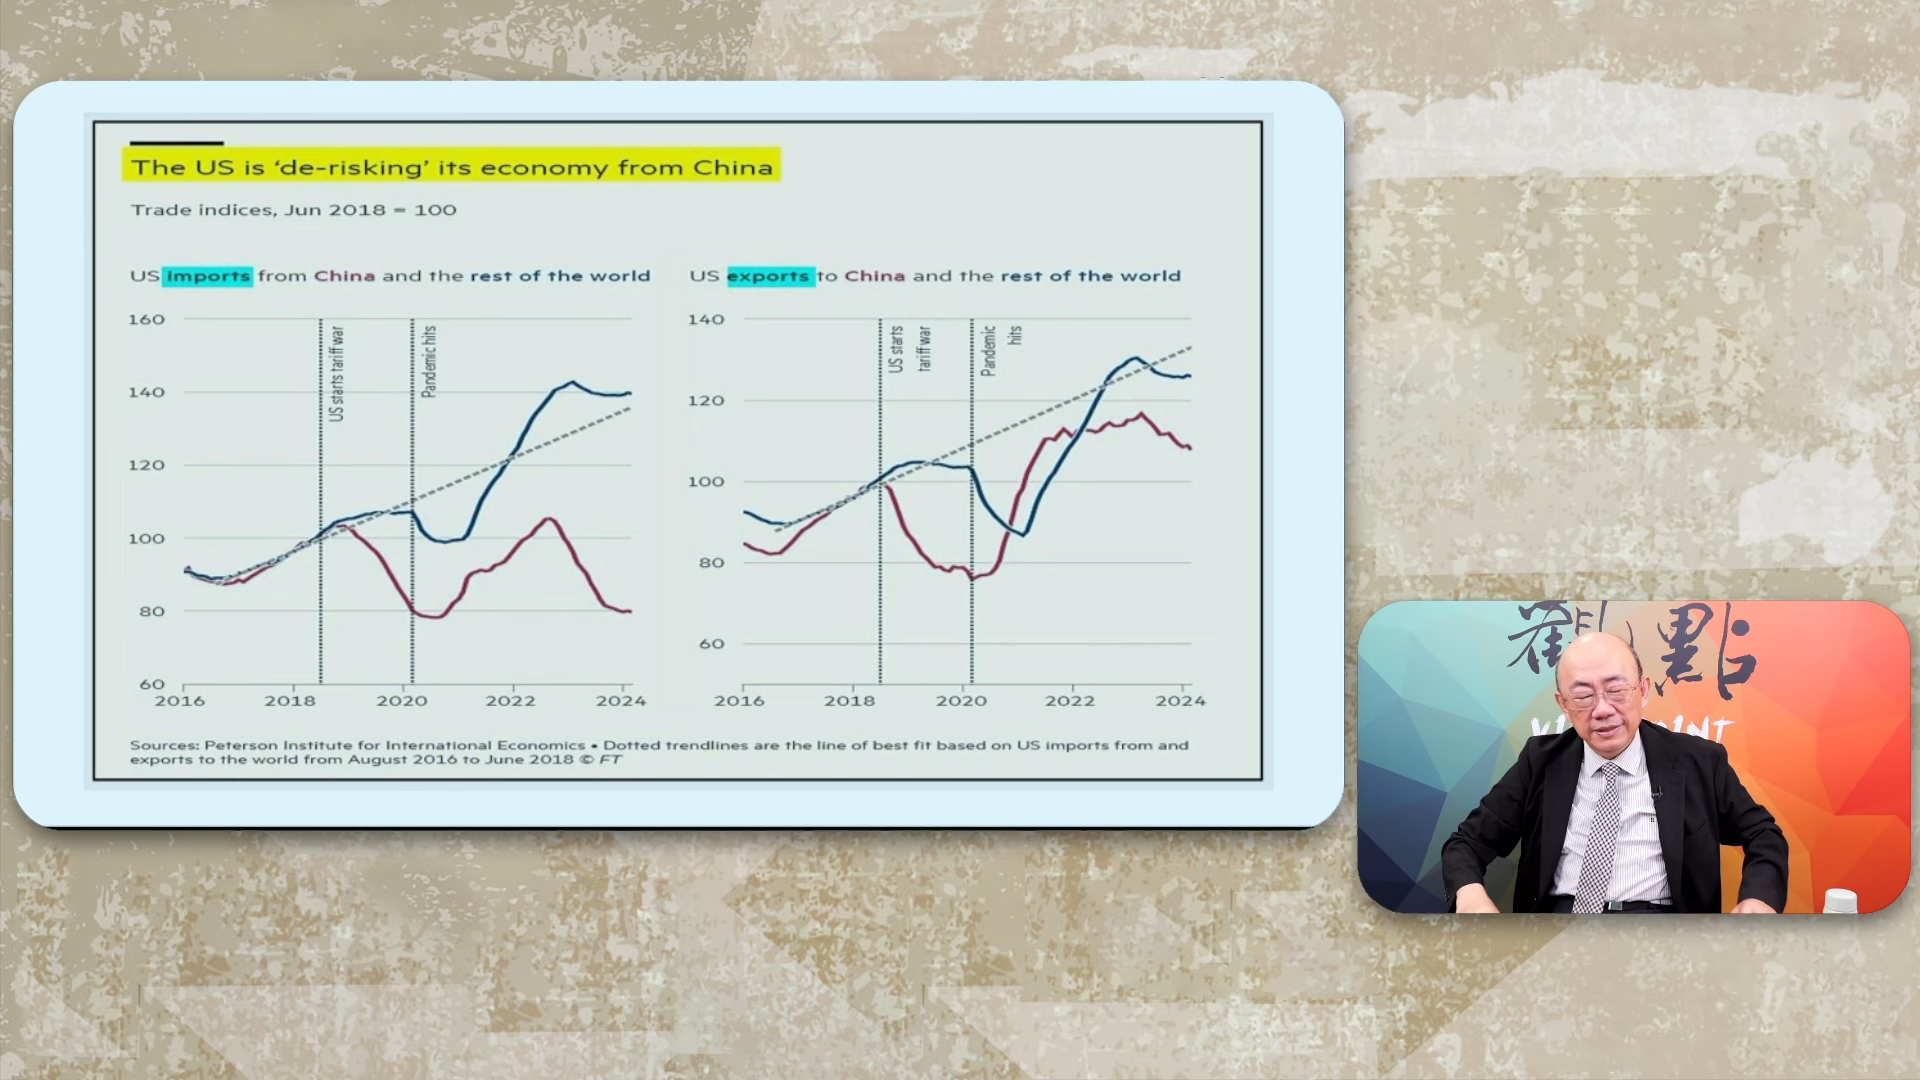 The US is ‘de-risking’ its economy from China
Trade indices, Jun 2018 = 100
US imports from China and the rest of the world
160
140
120
100
80
60
US starts tariff war
Pandemic hits
2016 2018 2020 2022 2024
US exports to China and the rest of the world
140
120
100
80
60
US starts
tariff war
Pandemic
hits
2016 2018 2020 2022 2024
Sources: Peterson Institute for International Economics • Dotted trendlines are the line of best fit based on US imports from and
exports to the world from August 2016 to June 2018 © FT
觀點